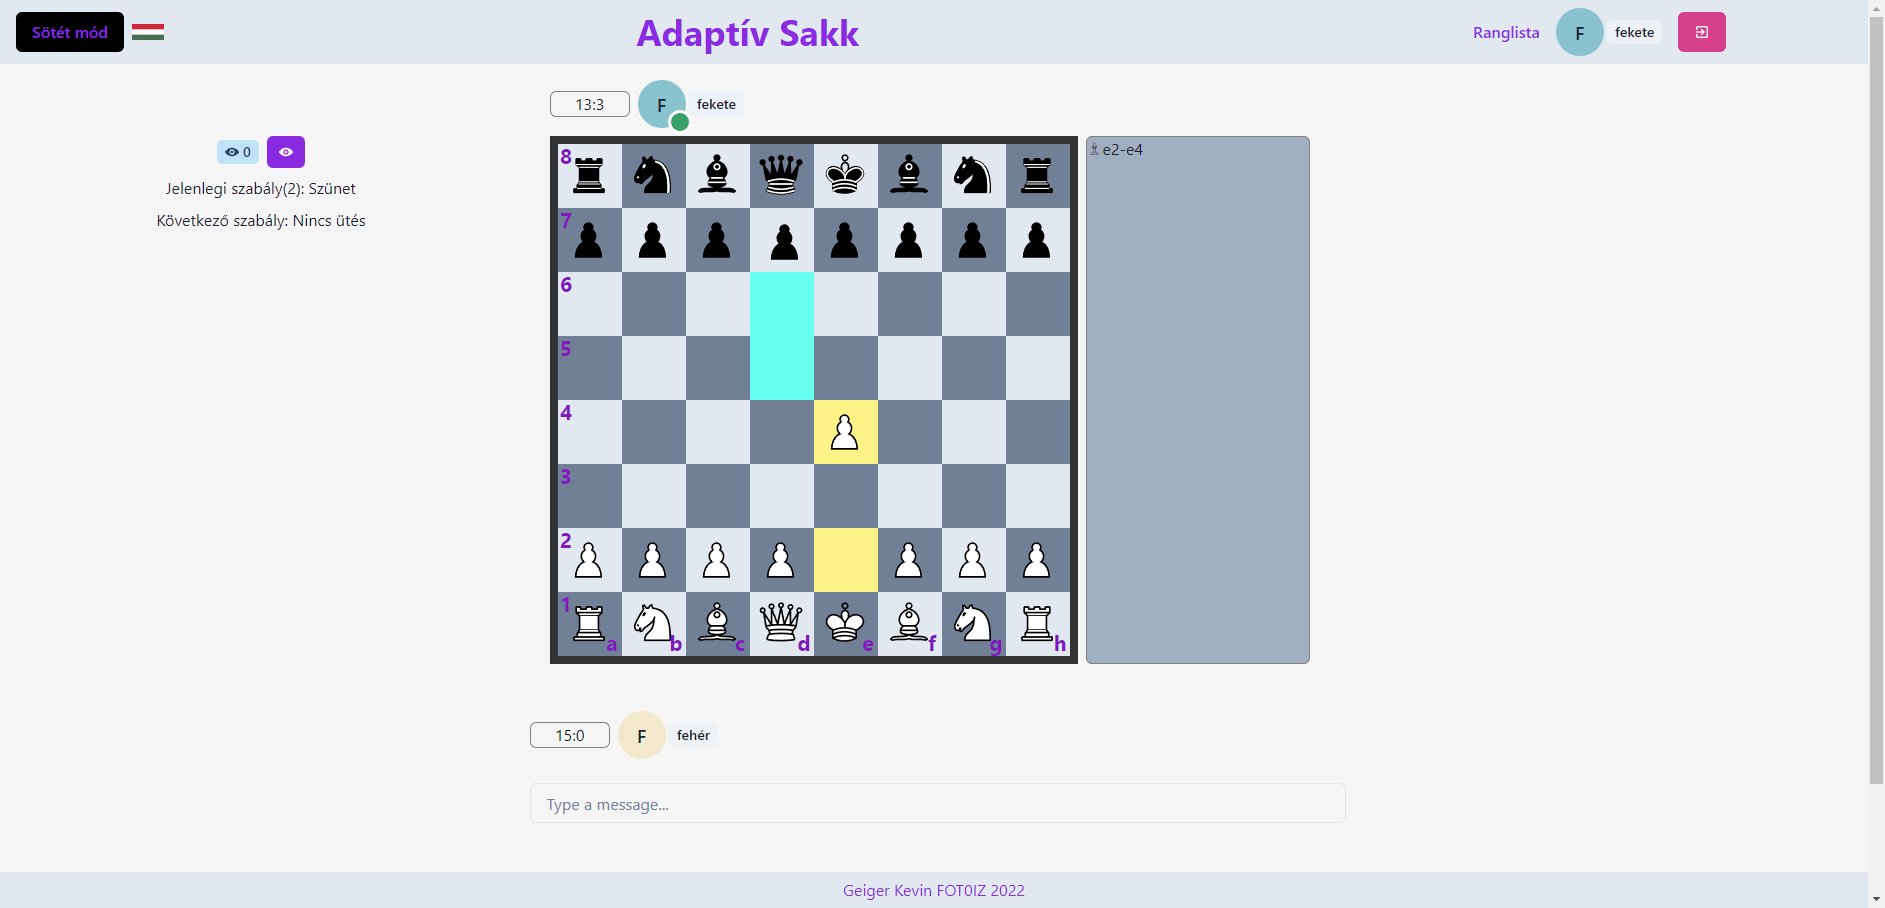 Sötét mód
Adaptív Sakk
Ranglista
F
fekete
13:3
F
fekete
0
Jelenlegi szabály(2): Szünet
Következő szabály: Nincs ütés
8
7
6
5
4
3
2
1
a b c d e f g h
e2-e4
15:0
F
fehér
Type a message...
Geiger Kevin FOT0IZ 2022